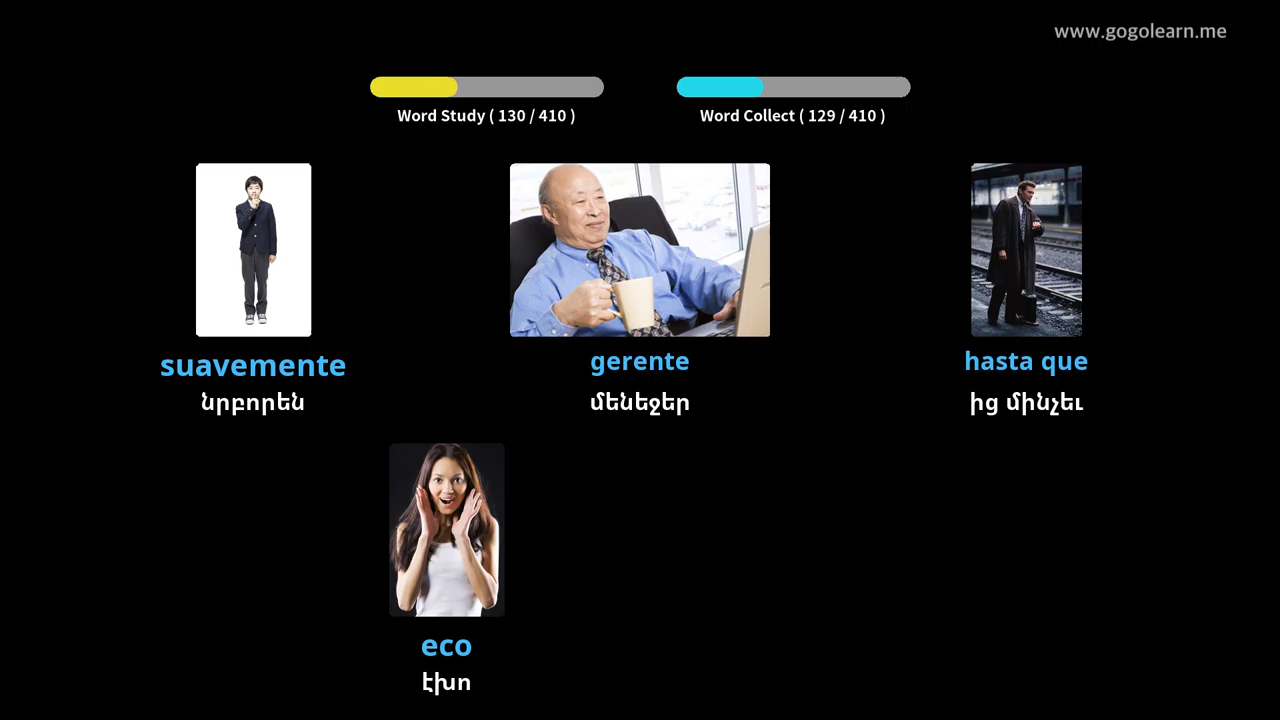 www.gogolearn.me
Word Study ( 130 / 410 )
Word Collect ( 129 / 410 )
suavemente
նրբորեն
gerente
մենեջեր
hasta que
ից մինչեւ
eco
էխո